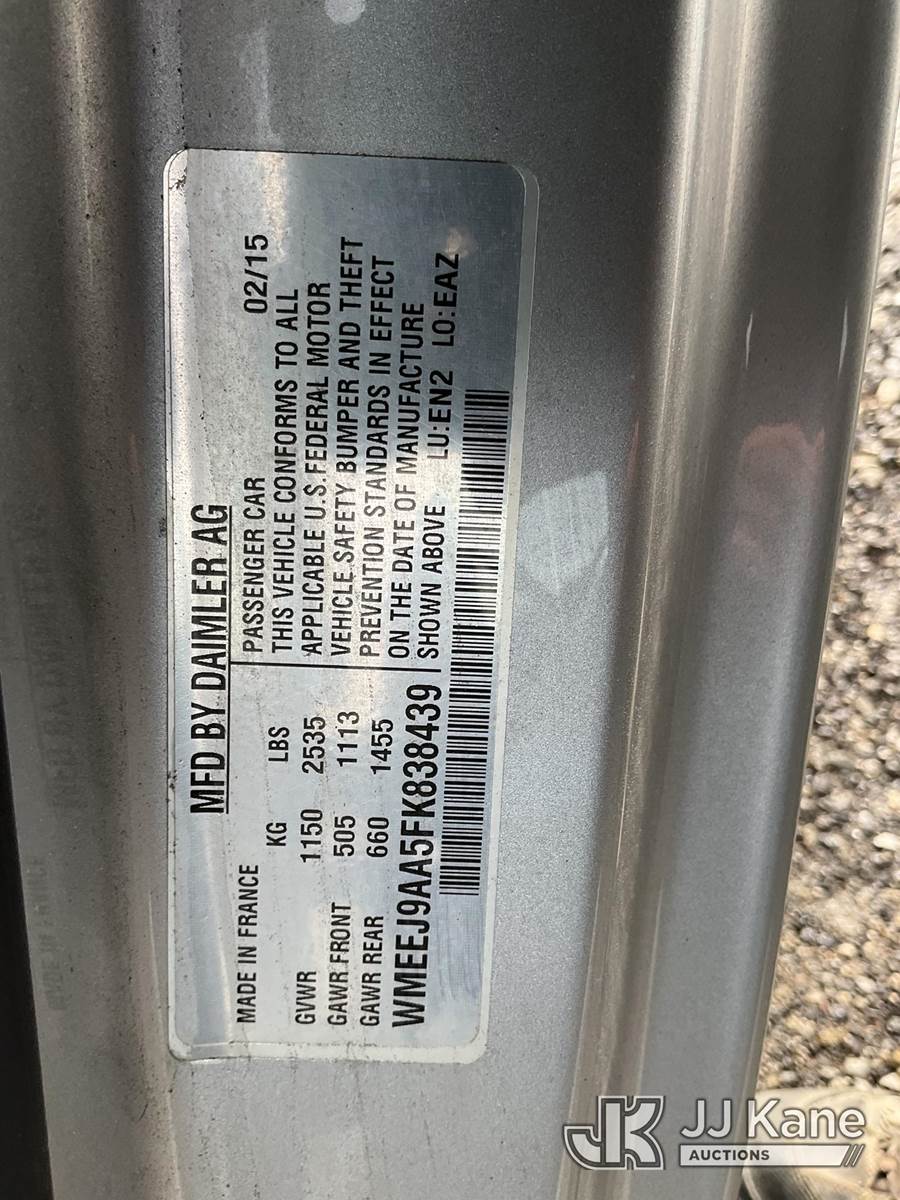 MFD BY DAIMLER AG
MADE IN FRANCE
KG LBS
GVWR 1150 2535
GAWR FRONT 505 1113
GAWR REAR 660 1455
WMEEJ9AA5FK838439
PASSENGER CAR 02/15
THIS VEHICLE CONFORMS TO ALL
APPLICABLE U.S. FEDERAL MOTOR
VEHICLE SAFETY BUMPER AND THEFT
PREVENTION STANDARDS IN EFFECT
ON THE DATE OF MANUFACTURE
SHOWN ABOVE LU:EN2 LO:EAZ
JK JJ Kane
AUCTIONS